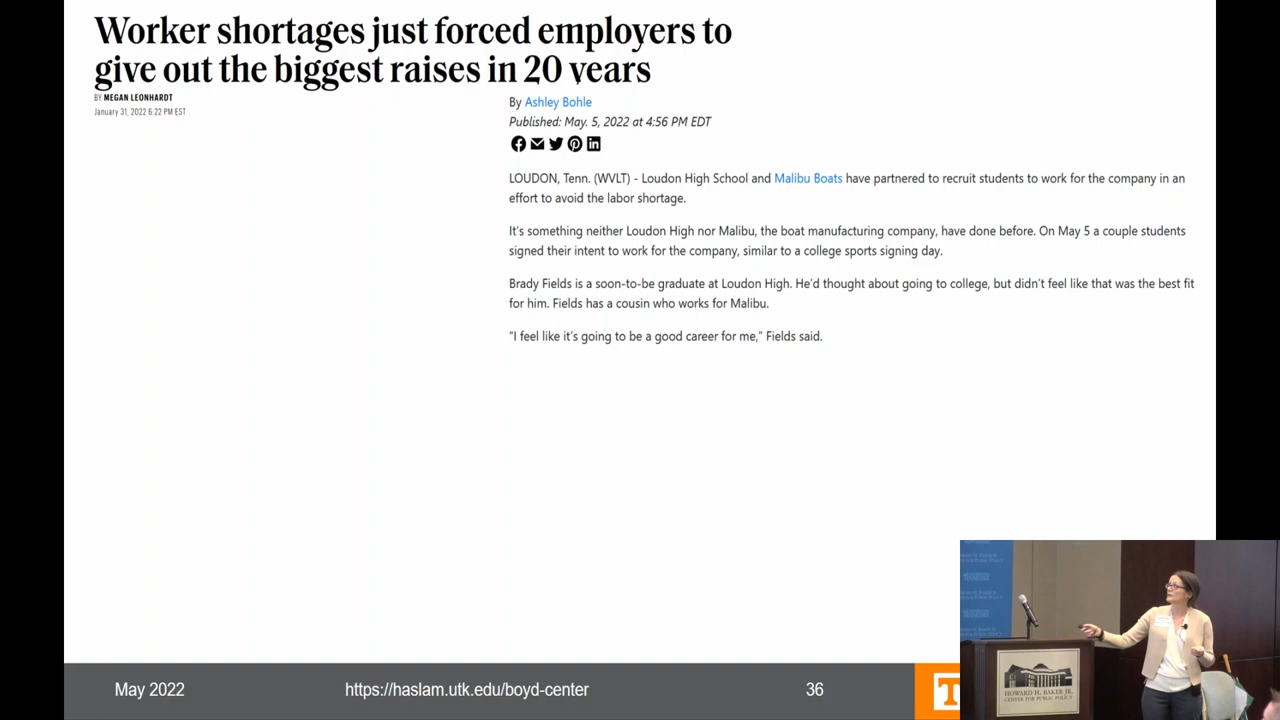 Worker shortages just forced employers to
give out the biggest raises in 20 years
BY MEGAN LEONHARDT
January 31, 2022 6:22 PM EST
By Ashley Bohle
Published: May. 5, 2022 at 4:56 PM EDT
LOUDON, Tenn. (WVLT) - Loudon High School and Malibu Boats have partnered to recruit students to work for the company in an
effort to avoid the labor shortage.
It’s something neither Loudon High nor Malibu, the boat manufacturing company, have done before. On May 5 a couple students
signed their intent to work for the company, similar to a college sports signing day.
Brady Fields is a soon-to-be graduate at Loudon High. He’d thought about going to college, but didn’t feel like that was the best fit
for him. Fields has a cousin who works for Malibu.
“I feel like it’s going to be a good career for me,” Fields said.
May 2022
https://haslam.utk.edu/boyd-center
36
T
HOWARD H. BAKER JR.
CENTER FOR PUBLIC POLICY